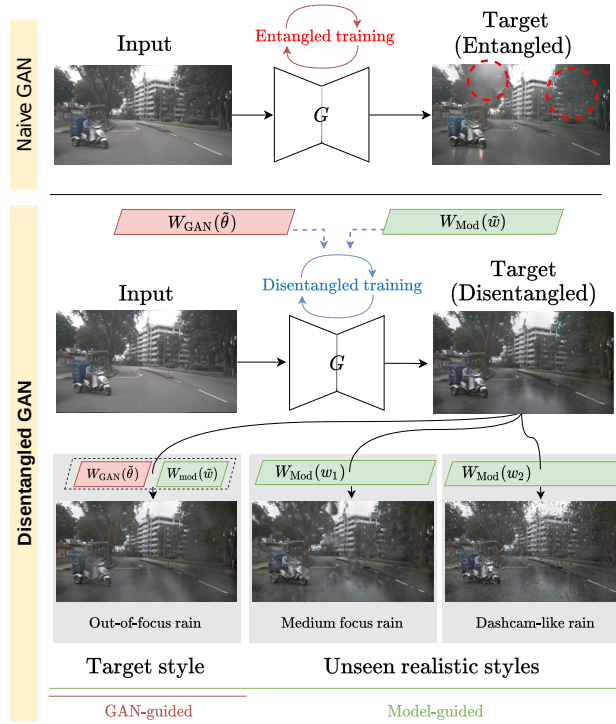 Naive GAN
Input
Entangled training
Target
(Entangled)
G
W_GAN(θ̃)
W_Mod(w̃)
Disentangled GAN
Input
Disentangled training
Target
(Disentangled)
G
W_GAN(θ̃) W_mod(w̃)
W_Mod(w₁)
W_Mod(w₂)
Out-of-focus rain
Medium focus rain
Dashcam-like rain
Target style
Unseen realistic styles
GAN-guided
Model-guided